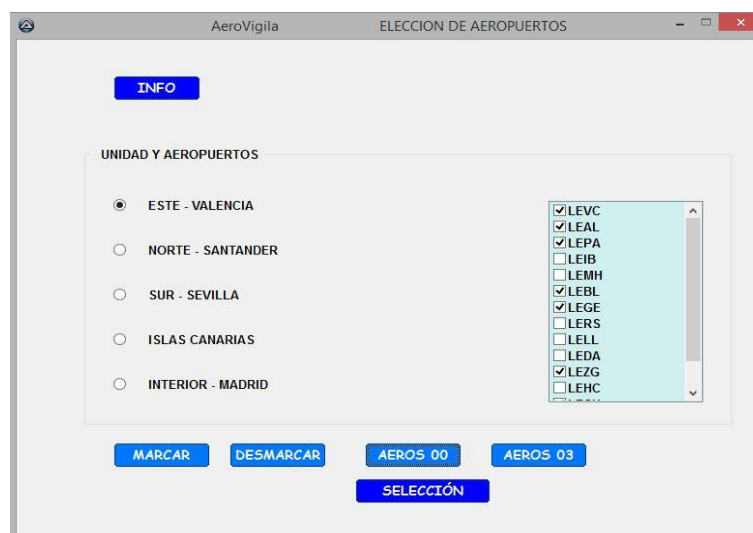 AeroVigila ELECCION DE AEROPUERTOS
INFO
UNIDAD Y AEROPUERTOS
ESTE - VALENCIA
NORTE - SANTANDER
SUR - SEVILLA
ISLAS CANARIAS
INTERIOR - MADRID
LEVC
LEAL
LEPA
LEIB
LEMH
LEBL
LEGE
LERS
LELL
LEDA
LEZG
LEHC
MARCAR DESMARCAR AEROS 00 AEROS 03
SELECCIÓN